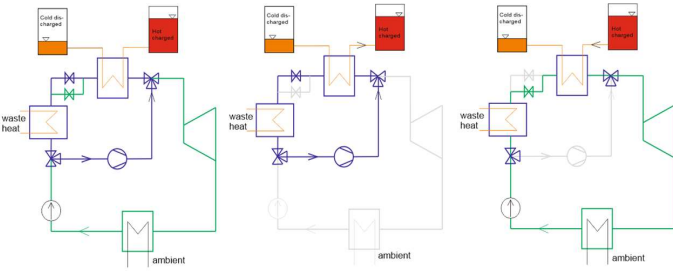 Cold dis-
charged
Hot
charged
waste
heat
ambient
Cold dis-
charged
Hot
charged
waste
heat
ambient
Cold dis-
charged
Hot
charged
waste
heat
ambient